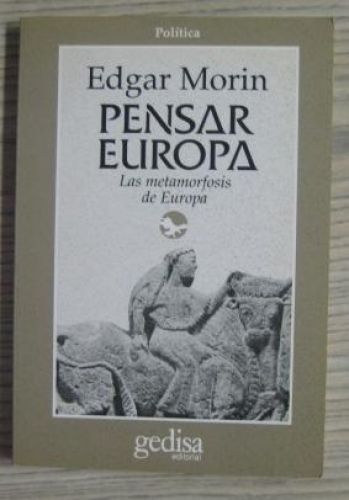 Política
Edgar Morin
PENSAR
EUROPA
Las metamorfosis
de Europa
gedisa
editorial